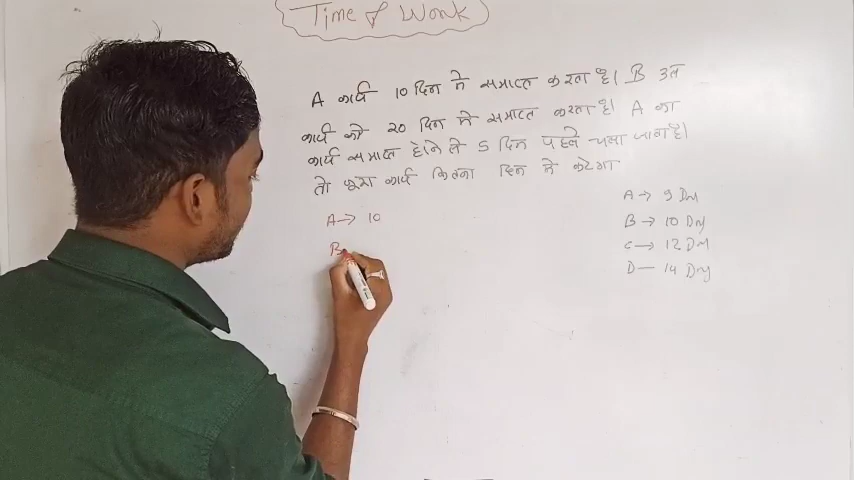 Time of Work
A कार्य 10 दिन में समाप्त करता है। B उस
कार्य को 20 दिन में समाप्त करता है। A का
कार्य समाप्त होने से 5 दिन पहले चला जाता है।
तो पूरा कार्य कितना दिन में करेगा
A → 10
B
A → 9 Day
B → 10 Day
C → 12 Day
D — 14 Day